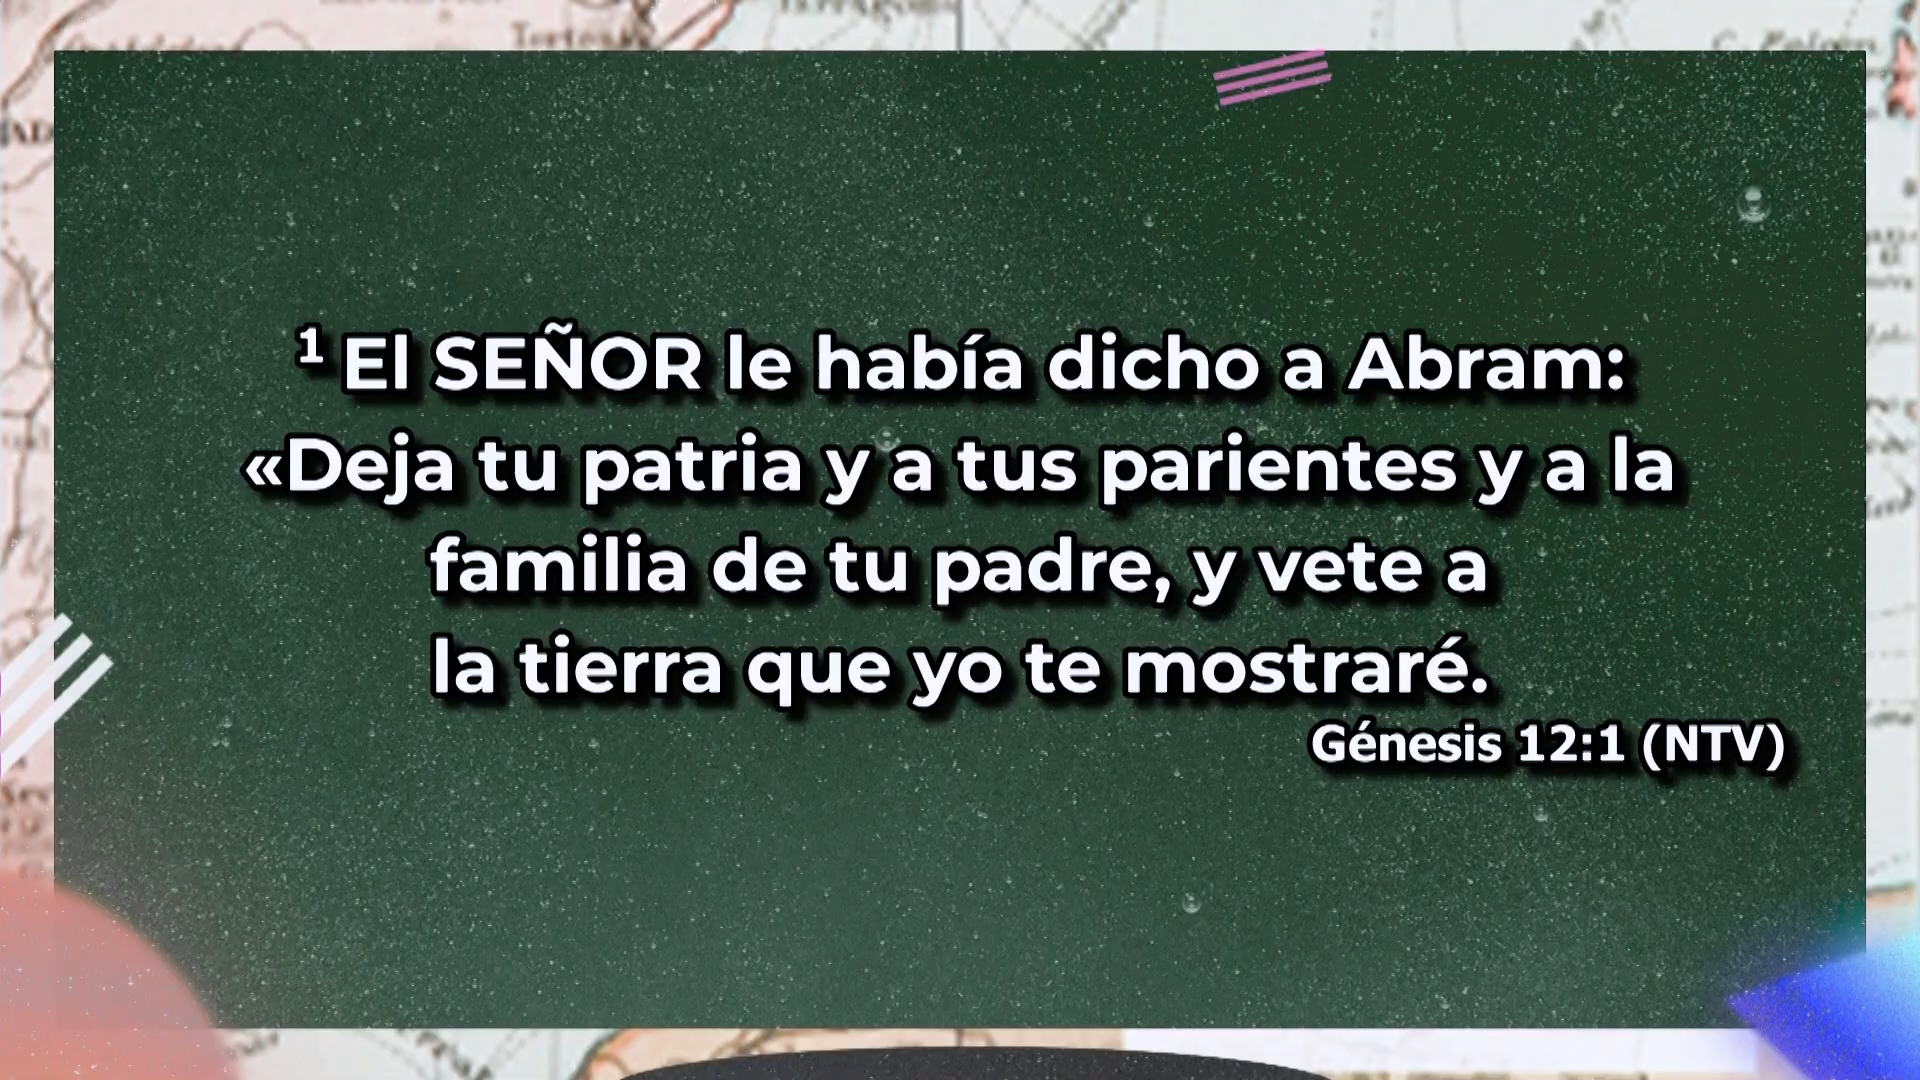 ¹ El SEÑOR le había dicho a Abram:
«Deja tu patria y a tus parientes y a la
familia de tu padre, y vete a
la tierra que yo te mostraré.
Génesis 12:1 (NTV)